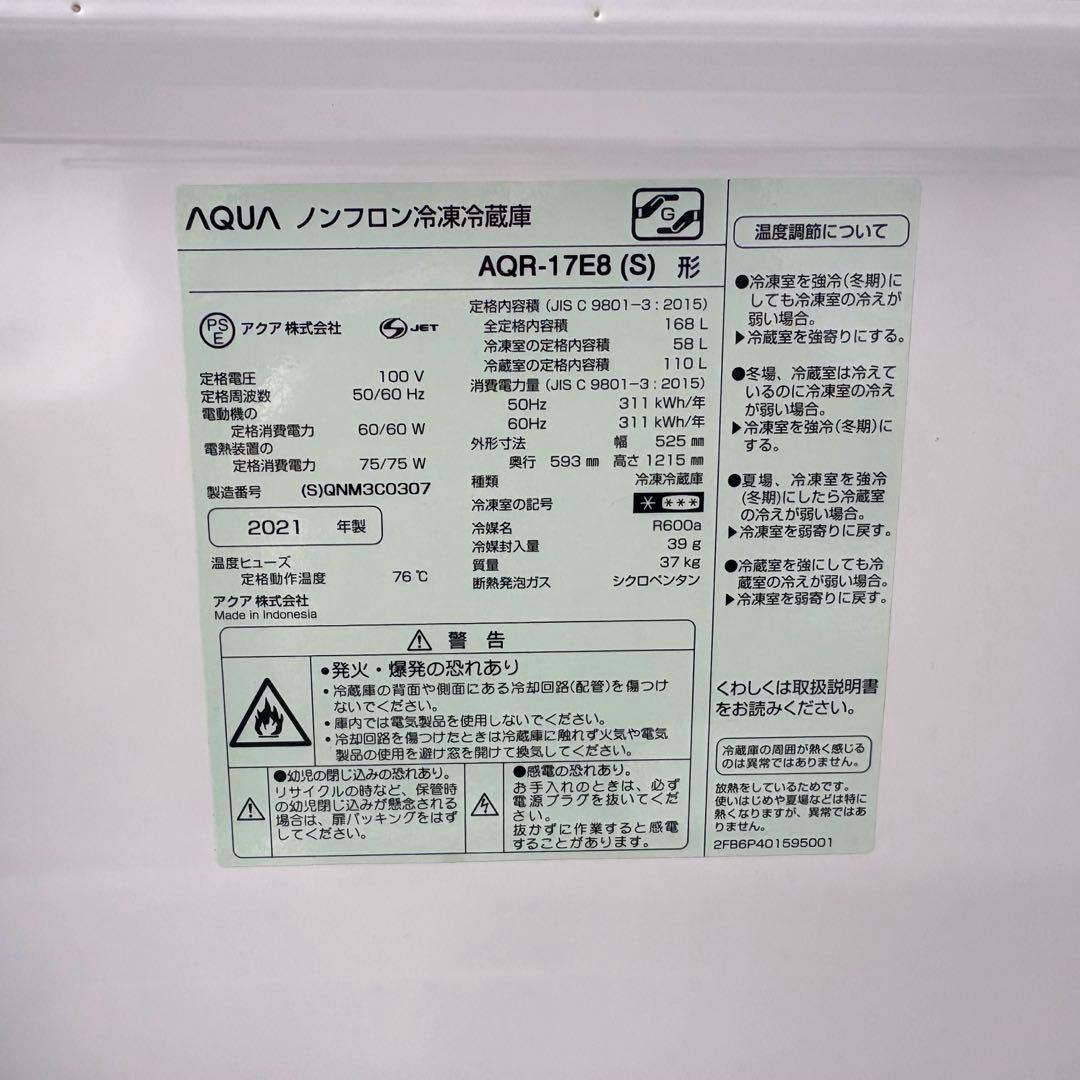 AQUA ノンフロン冷凍冷蔵庫
G
AQR-17E8 (S) 形
PS E アクア 株式会社 S JET
定格電圧 100 V
定格周波数 50/60 Hz
電動機の
定格消費電力 60/60 W
電熱装置の
定格消費電力 75/75 W
製造番号 (S)QNM3C0307
2021 年製
温度ヒューズ
定格動作温度 76 ℃
アクア 株式会社
Made in Indonesia
定格内容積 (JIS C 9801-3 : 2015)
全定格内容積 168 L
冷凍室の定格内容積 58 L
冷蔵室の定格内容積 110 L
消費電力量 (JIS C 9801-3 : 2015)
50Hz 311 kWh/年
60Hz 311 kWh/年
外形寸法 幅 525 ㎜
奥行 593 ㎜ 高さ 1215 ㎜
種類 冷凍冷蔵庫
冷凍室の記号 * ***
冷媒名 R600a
冷媒封入量 39 g
質量 37 kg
断熱発泡ガス シクロペンタン
⚠ 警告
●発火・爆発の恐れあり
・冷蔵庫の背面や側面にある冷却回路(配管)を傷つけ
ないでください。
・庫内では電気製品を使用しないでください。
・冷却回路を傷つけたときは冷蔵庫に触れず火気や電気
製品の使用を避け窓を開けて換気してください。
●幼児の閉じ込みの恐れあり。
リサイクルの時など、保管時
の幼児閉じ込みが懸念される
場合は、扉パッキングをはず
してください。
●感電の恐れあり。
お手入れのときは、必ず
電源プラグを抜いてくだ
さい。
抜かずに作業すると感電
することがあります。
温度調節について
●冷凍室を強冷(冬期)に
しても冷凍室の冷えが
弱い場合。
▶冷蔵室を強寄りにする。
●冬場、冷蔵室は冷えて
いるのに冷凍室の冷え
が弱い場合。
▶冷凍室を強冷(冬期)に
する。
●夏場、冷凍室を強冷
(冬期)にしたら冷蔵室
の冷えが弱い場合。
▶冷凍室を弱寄りに戻す。
●冷蔵室を強にしても冷
蔵室の冷えが弱い場合。
▶冷凍室を弱寄りに戻す。
くわしくは取扱説明書
をお読みください。
冷蔵庫の周囲が熱く感じる
のは異常ではありません。
放熱をしているためです。
使いはじめや夏場などは特に
熱くなりますが、異常ではあ
りません。
2FB6P401595001